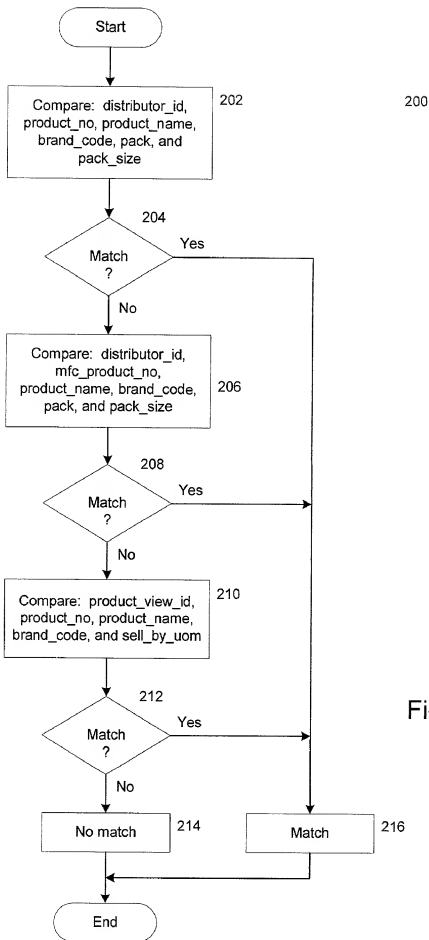 Start
Compare: distributor_id,
product_no, product_name,
brand_code, pack, and
pack_size
202
200
204
Match
?
Yes
No
Compare: distributor_id,
mfc_product_no,
product_name, brand_code,
pack, and pack_size
206
208
Match
?
Yes
No
Compare: product_view_id,
product_no, product_name,
brand_code, and sell_by_uom
210
212
Match
?
Yes
No
Fi
No match
214
Match
216
End